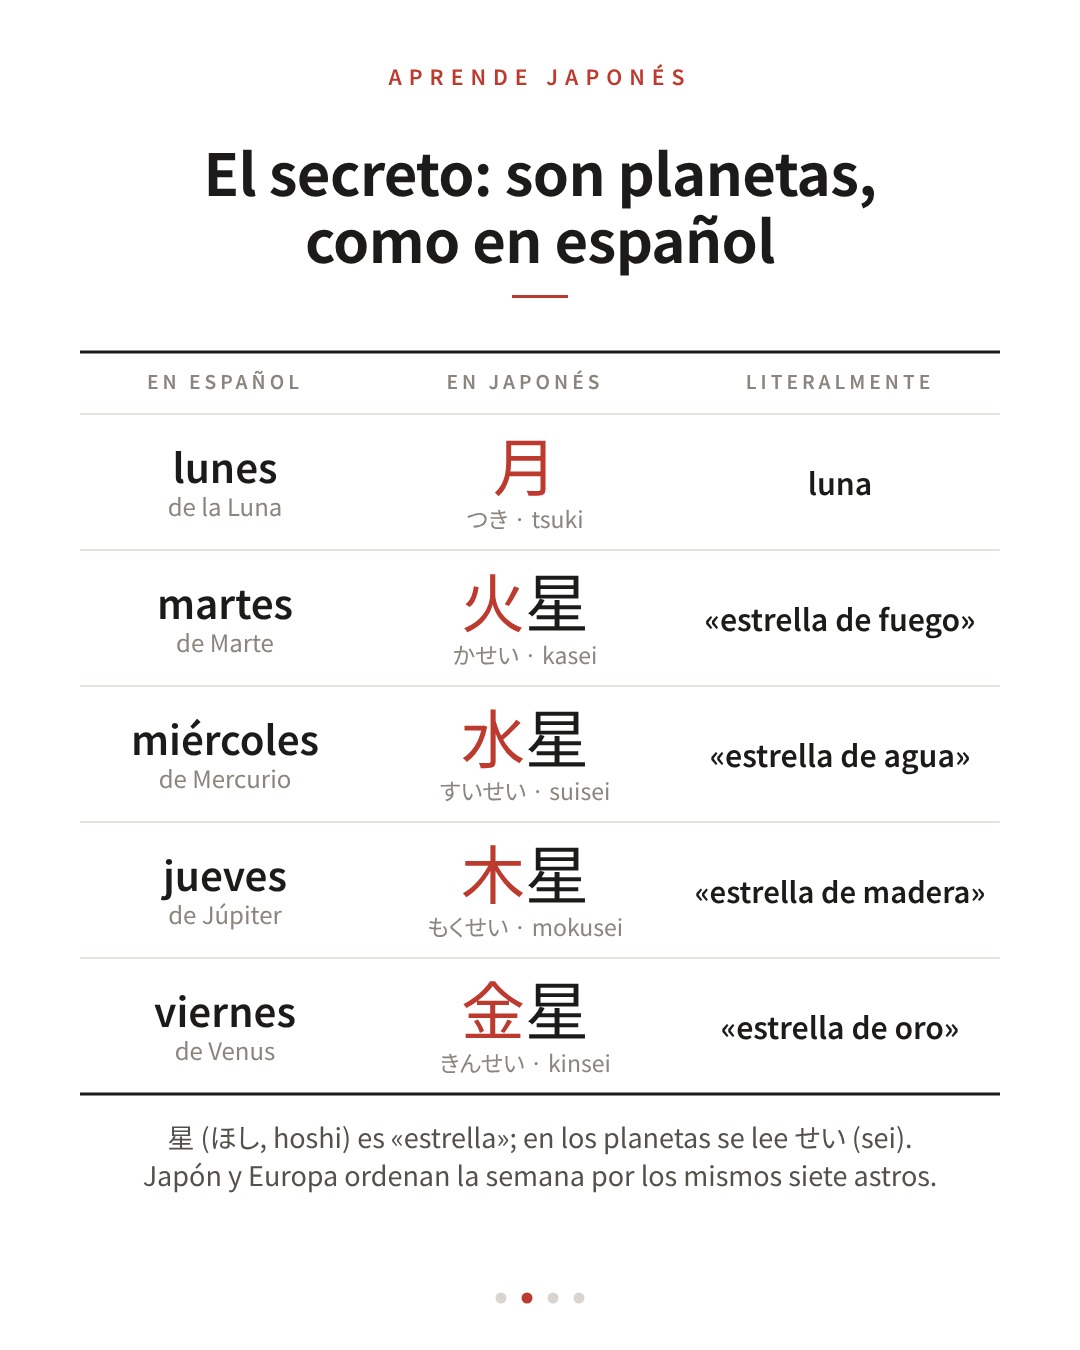 APRENDE JAPONÉS
El secreto: son planetas,
como en español
EN ESPAÑOL EN JAPONÉS LITERALMENTE
lunes
de la Luna
月
つき · tsuki
luna
martes
de Marte
火星
かせい · kasei
«estrella de fuego»
miércoles
de Mercurio
水星
すいせい · suisei
«estrella de agua»
jueves
de Júpiter
木星
もくせい · mokusei
«estrella de madera»
viernes
de Venus
金星
きんせい · kinsei
«estrella de oro»
星 (ほし, hoshi) es «estrella»; en los planetas se lee せい (sei).
Japón y Europa ordenan la semana por los mismos siete astros.